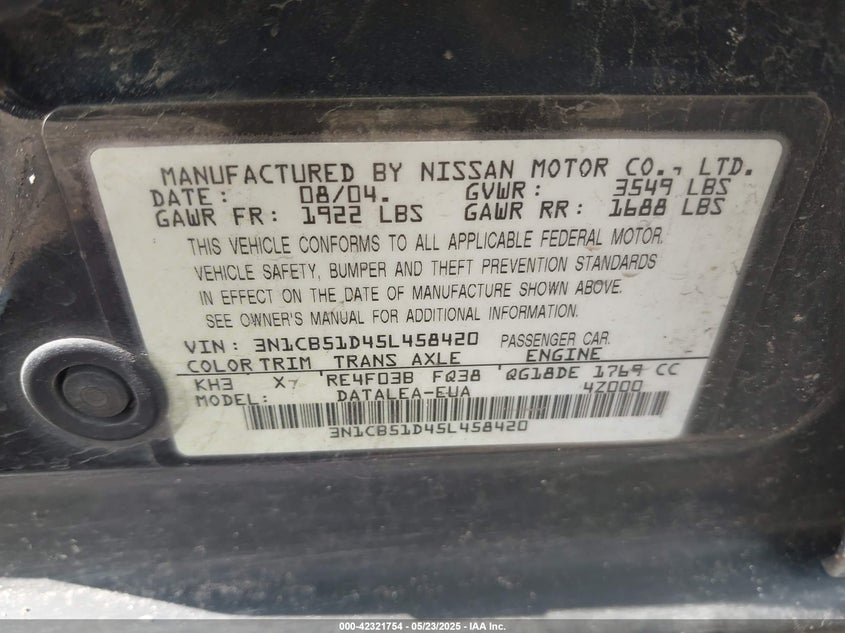 MANUFACTURED BY NISSAN MOTOR CO., LTD.
DATE: 08/04. GVWR: 3549 LBS
GAWR FR: 1922 LBS GAWR RR: 1688 LBS
THIS VEHICLE CONFORMS TO ALL APPLICABLE FEDERAL MOTOR
VEHICLE SAFETY, BUMPER AND THEFT PREVENTION STANDARDS
IN EFFECT ON THE DATE OF MANUFACTURE SHOWN ABOVE.
SEE OWNER'S MANUAL FOR ADDITIONAL INFORMATION.
VIN: 3N1CB51D45L458420 PASSENGER CAR.
COLOR TRIM TRANS AXLE ENGINE
KH3 X, RE4F03B FQ38 QG18DE 1769 CC
MODEL: DATALEA-EUA 4Z000
3N1CB51D45L458420
000-42321754 — 05/23/2025 — IAA Inc.